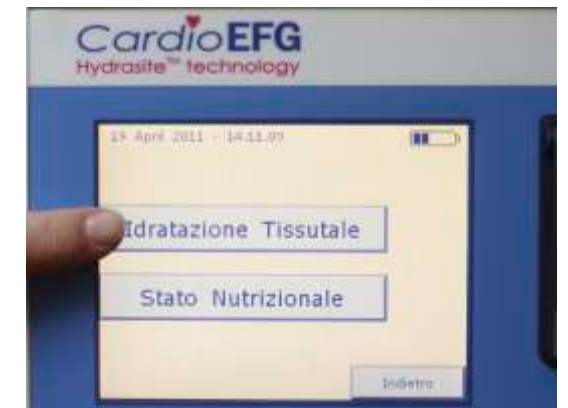 CardioEFG
Hydrasite™ technology
19 April 2011 - 14.11.09
Idratazione Tissutale
Stato Nutrizionale
Indietro